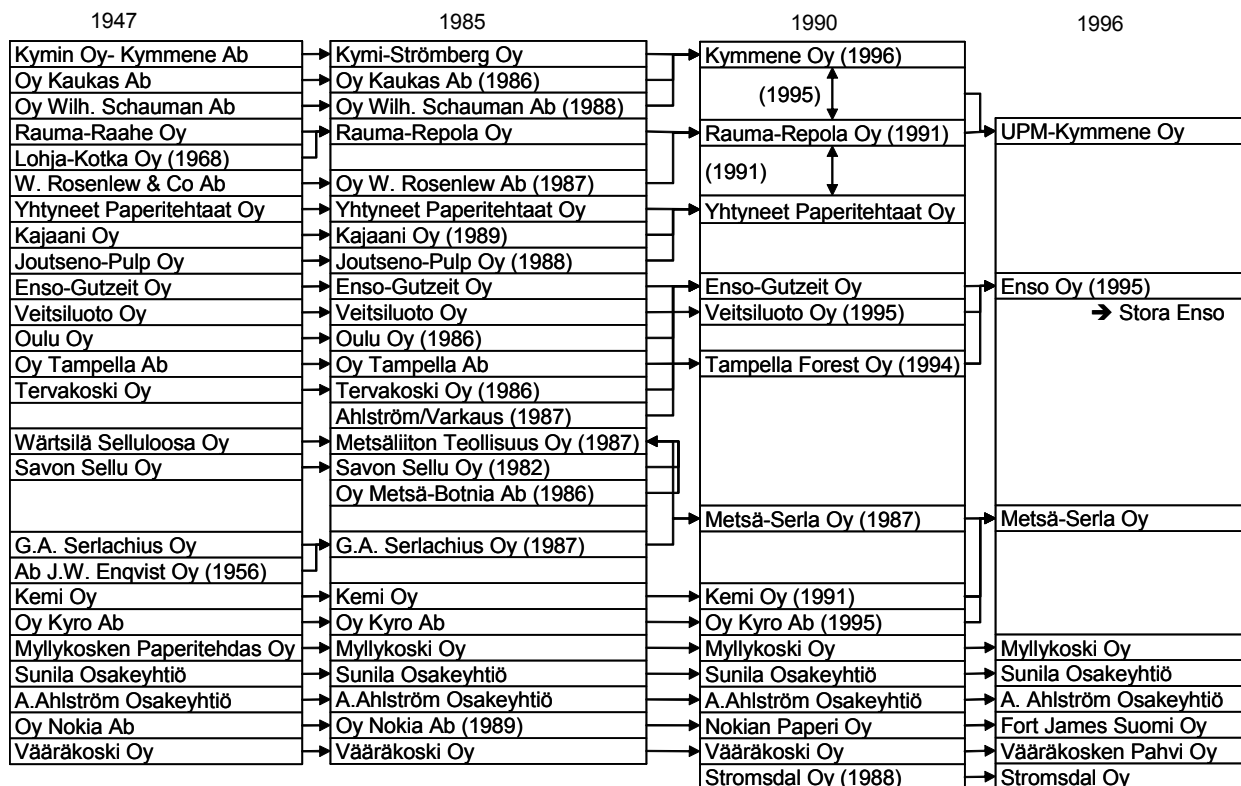 1947 1985 1990 1996
Kymin Oy- Kymmene Ab Kymi-Strömberg Oy Kymmene Oy (1996)
Oy Kaukas Ab Oy Kaukas Ab (1986)
(1995)
Oy Wilh. Schauman Ab Oy Wilh. Schauman Ab (1988)
Rauma-Raahe Oy Rauma-Repola Oy Rauma-Repola Oy (1991) UPM-Kymmene Oy
Lohja-Kotka Oy (1968)
(1991)
W. Rosenlew & Co Ab Oy W. Rosenlew Ab (1987)
Yhtyneet Paperitehtaat Oy Yhtyneet Paperitehtaat Oy Yhtyneet Paperitehtaat Oy
Kajaani Oy Kajaani Oy (1989)
Joutseno-Pulp Oy Joutseno-Pulp Oy (1988)
Enso-Gutzeit Oy Enso-Gutzeit Oy Enso-Gutzeit Oy Enso Oy (1995)
Veitsiluoto Oy Veitsiluoto Oy Veitsiluoto Oy (1995) ➔ Stora Enso
Oulu Oy Oulu Oy (1986)
Oy Tampella Ab Oy Tampella Ab Tampella Forest Oy (1994)
Tervakoski Oy Tervakoski Oy (1986)
Ahlström/Varkaus (1987)
Wärtsilä Selluloosa Oy Metsäliiton Teollisuus Oy (1987)
Savon Sellu Oy Savon Sellu Oy (1982)
Oy Metsä-Botnia Ab (1986)
Metsä-Serla Oy (1987) Metsä-Serla Oy
G.A. Serlachius Oy G.A. Serlachius Oy (1987)
Ab J.W. Enqvist Oy (1956)
Kemi Oy Kemi Oy Kemi Oy (1991)
Oy Kyro Ab Oy Kyro Ab Oy Kyro Ab (1995)
Myllykosken Paperitehdas Oy Myllykoski Oy Myllykoski Oy Myllykoski Oy
Sunila Osakeyhtiö Sunila Osakeyhtiö Sunila Osakeyhtiö Sunila Osakeyhtiö
A.Ahlström Osakeyhtiö A.Ahlström Osakeyhtiö A.Ahlström Osakeyhtiö A. Ahlström Osakeyhtiö
Oy Nokia Ab Oy Nokia Ab (1989) Nokian Paperi Oy Fort James Suomi Oy
Vääräkoski Oy Vääräkoski Oy Vääräkoski Oy Vääräkosken Pahvi Oy
Stromsdal Oy (1988) Stromsdal Oy